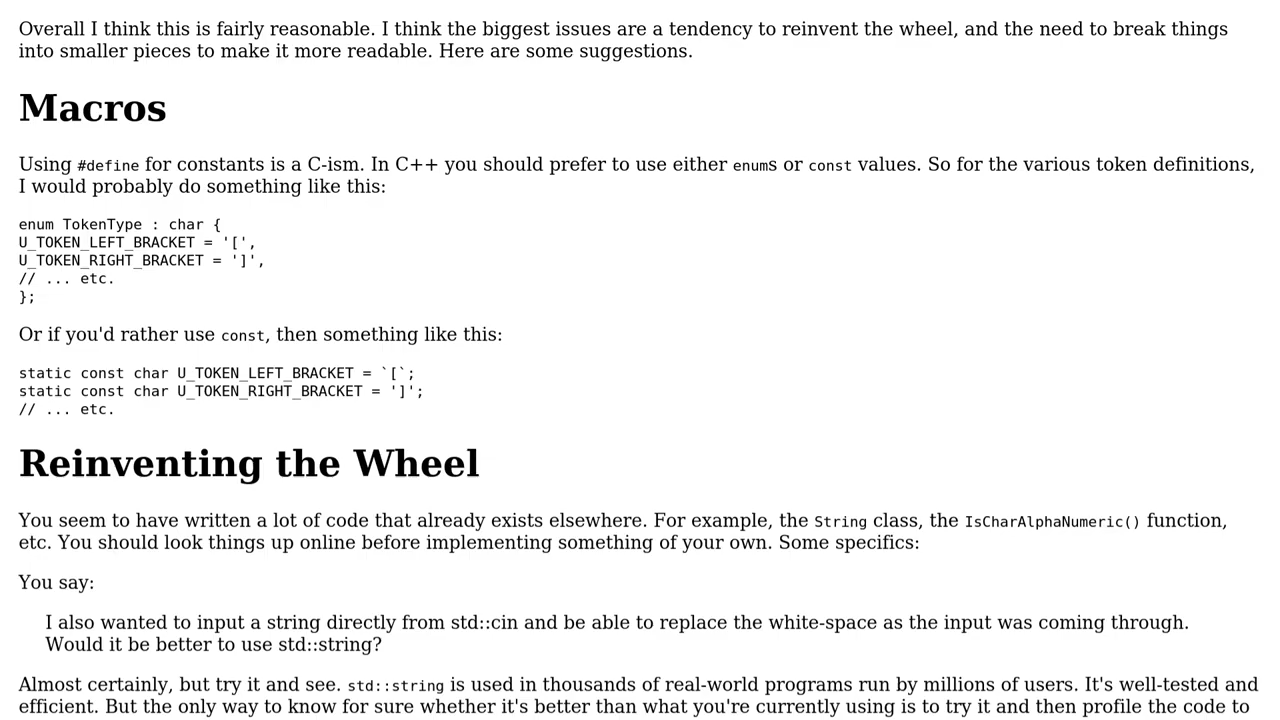 Overall I think this is fairly reasonable. I think the biggest issues are a tendency to reinvent the wheel, and the need to break things
into smaller pieces to make it more readable. Here are some suggestions.
Macros
Using #define for constants is a C-ism. In C++ you should prefer to use either enums or const values. So for the various token definitions,
I would probably do something like this:
enum TokenType : char {
U_TOKEN_LEFT_BRACKET = '[',
U_TOKEN_RIGHT_BRACKET = ']',
// ... etc.
};
Or if you'd rather use const, then something like this:
static const char U_TOKEN_LEFT_BRACKET = `[`;
static const char U_TOKEN_RIGHT_BRACKET = ']';
// ... etc.
Reinventing the Wheel
You seem to have written a lot of code that already exists elsewhere. For example, the String class, the IsCharAlphaNumeric() function,
etc. You should look things up online before implementing something of your own. Some specifics:
You say:
I also wanted to input a string directly from std::cin and be able to replace the white-space as the input was coming through.
Would it be better to use std::string?
Almost certainly, but try it and see. std::string is used in thousands of real-world programs run by millions of users. It's well-tested and
efficient. But the only way to know for sure whether it's better than what you're currently using is to try it and then profile the code to